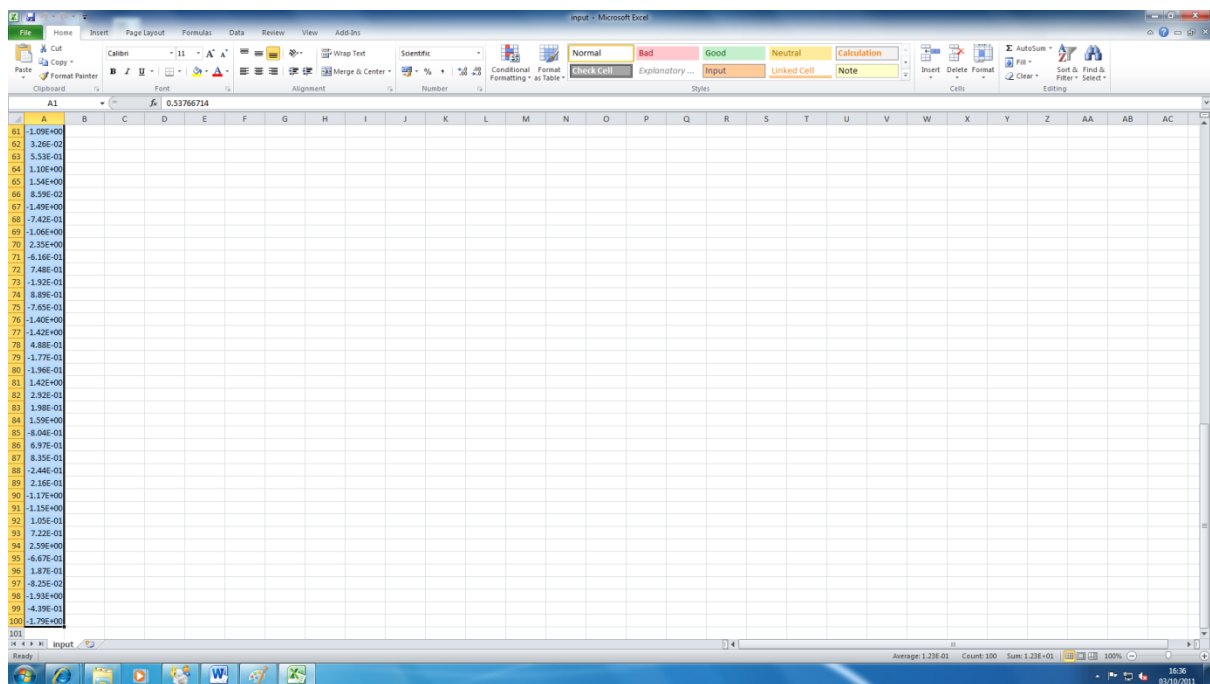 input - Microsoft Excel
File Home Insert Page Layout Formulas Data Review View Add-Ins
Cut
Copy
Format Painter
Paste
Clipboard
Calibri 11
B I U
Font
Wrap Text
Merge & Center
Alignment
Scientific
%
Number
Conditional Formatting
Format as Table
Normal Bad Good Neutral Calculation
Check Cell Explanatory ... Input Linked Cell Note
Styles
Insert Delete Format
Cells
Σ AutoSum
Fill
Clear
Sort & Filter
Find & Select
Editing
A1 fx 0.53766714
A B C D E F G H I J K L M N O P Q R S T U V W X Y Z AA AB AC
61 -1.09E+00
62 3.26E-02
63 5.53E-01
64 1.10E+00
65 1.54E+00
66 8.59E-02
67 -1.49E+00
68 -7.42E-01
69 -1.06E+00
70 2.35E+00
71 -6.16E-01
72 7.48E-01
73 -1.92E-01
74 8.89E-01
75 -7.65E-01
76 -1.40E+00
77 -1.42E+00
78 4.88E-01
79 -1.77E-01
80 -1.96E-01
81 1.42E+00
82 2.92E-01
83 1.98E-01
84 1.59E+00
85 -8.04E-01
86 6.97E-01
87 8.35E-01
88 -2.44E-01
89 2.16E-01
90 -1.17E+00
91 -1.15E+00
92 1.05E-01
93 7.22E-01
94 2.59E+00
95 -6.67E-01
96 1.87E-01
97 -8.25E-02
98 -1.93E+00
99 -4.39E-01
100 -1.79E+00
101
input
Ready Average: 1.23E-01 Count: 100 Sum: 1.23E+01 100%
16:36
03/10/2011